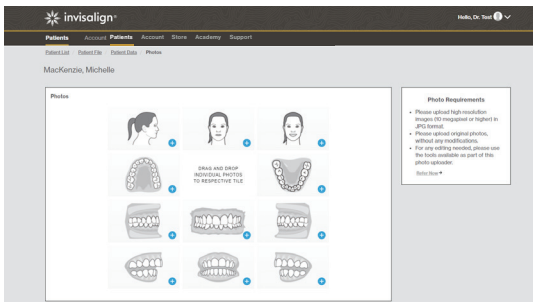 invisalign®
Hello, Dr. Test
Patients Account Patients Account Store Academy Support
Patient List Patient File Patient Data Photos
MacKenzie, Michelle
Photos
DRAG AND DROP
INDIVIDUAL PHOTOS
TO RESPECTIVE TILE
Photo Requirements
• Please upload high resolution
images (10 megapixel or higher) in
JPG format.
• Please upload original photos,
without any modifications.
• For any editing needed, please use
the tools available as part of this
photo uploader.